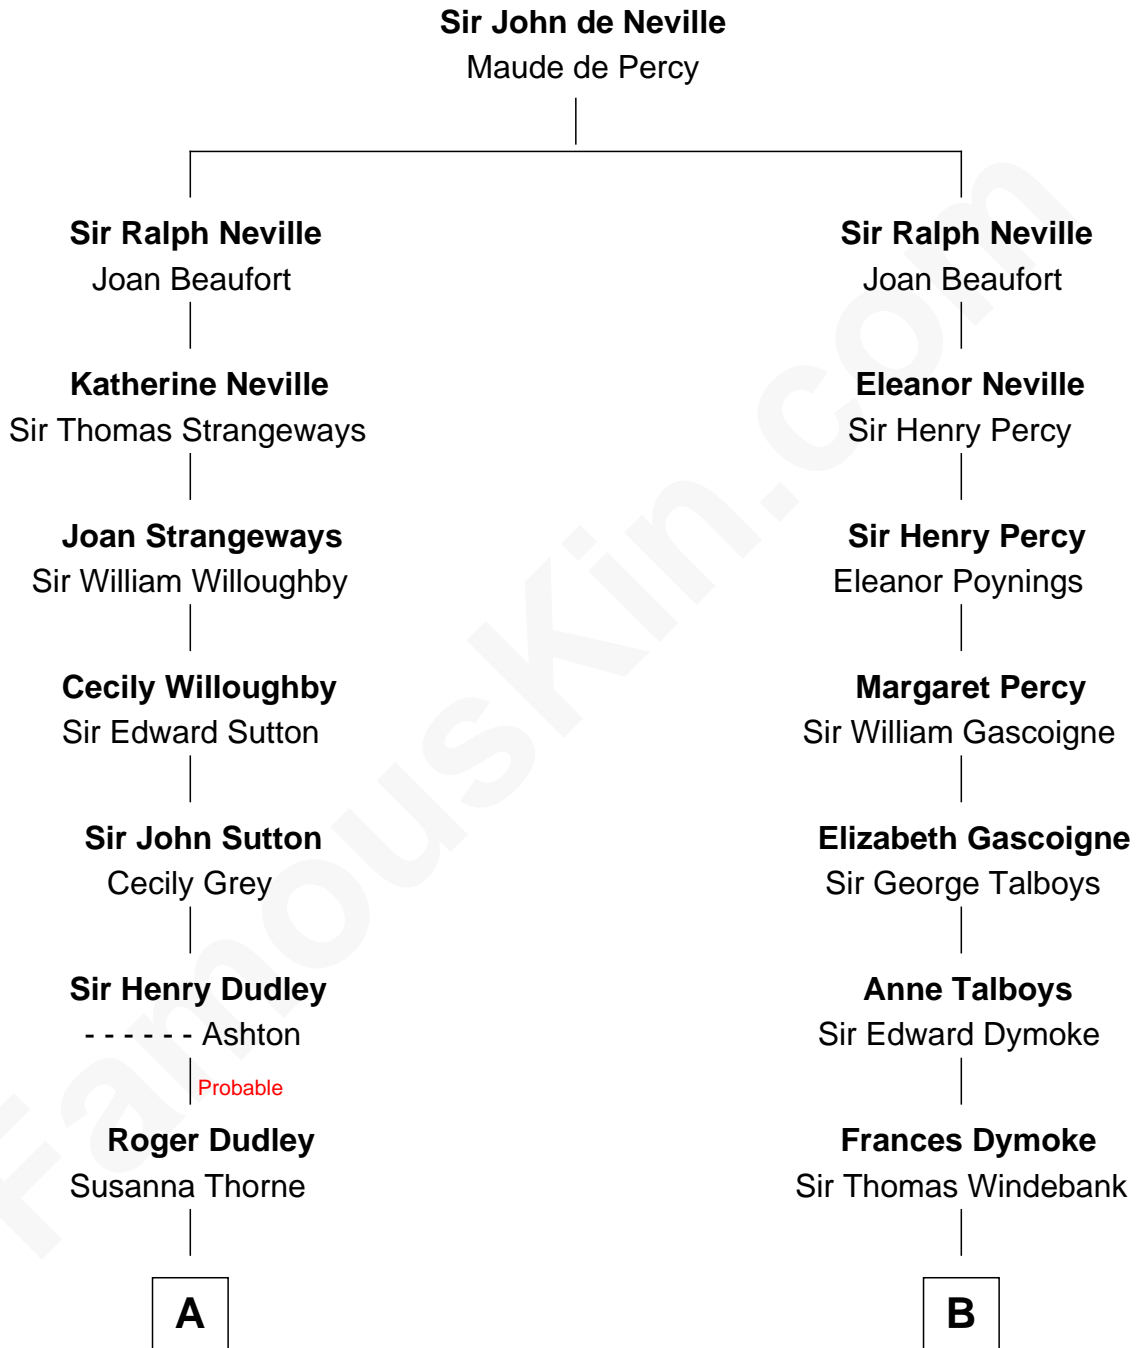 Sir John de Neville
Maude de Percy
Sir Ralph Neville
Joan Beaufort
Katherine Neville
Sir Thomas Strangeways
Joan Strangeways
Sir William Willoughby
Cecily Willoughby
Sir Edward Sutton
Sir John Sutton
Cecily Grey
Sir Henry Dudley
- - - - - - Ashton
Probable
Roger Dudley
Susanna Thorne
A
Sir Ralph Neville
Joan Beaufort
Eleanor Neville
Sir Henry Percy
Sir Henry Percy
Eleanor Poynings
Margaret Percy
Sir William Gascoigne
Elizabeth Gascoigne
Sir George Talboys
Anne Talboys
Sir Edward Dymoke
Frances Dymoke
Sir Thomas Windebank
B
FamousKin.com